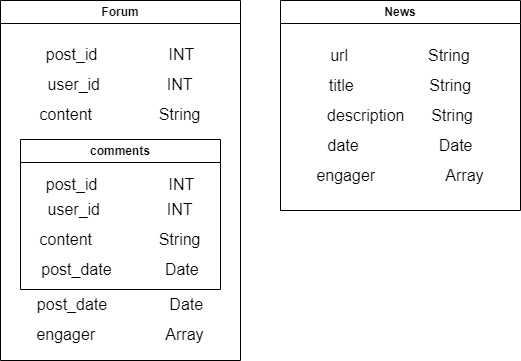 Forum
post_id INT
user_id INT
content String
comments
post_id INT
user_id INT
content String
post_date Date
post_date Date
engager Array
News
url String
title String
description String
date Date
engager Array